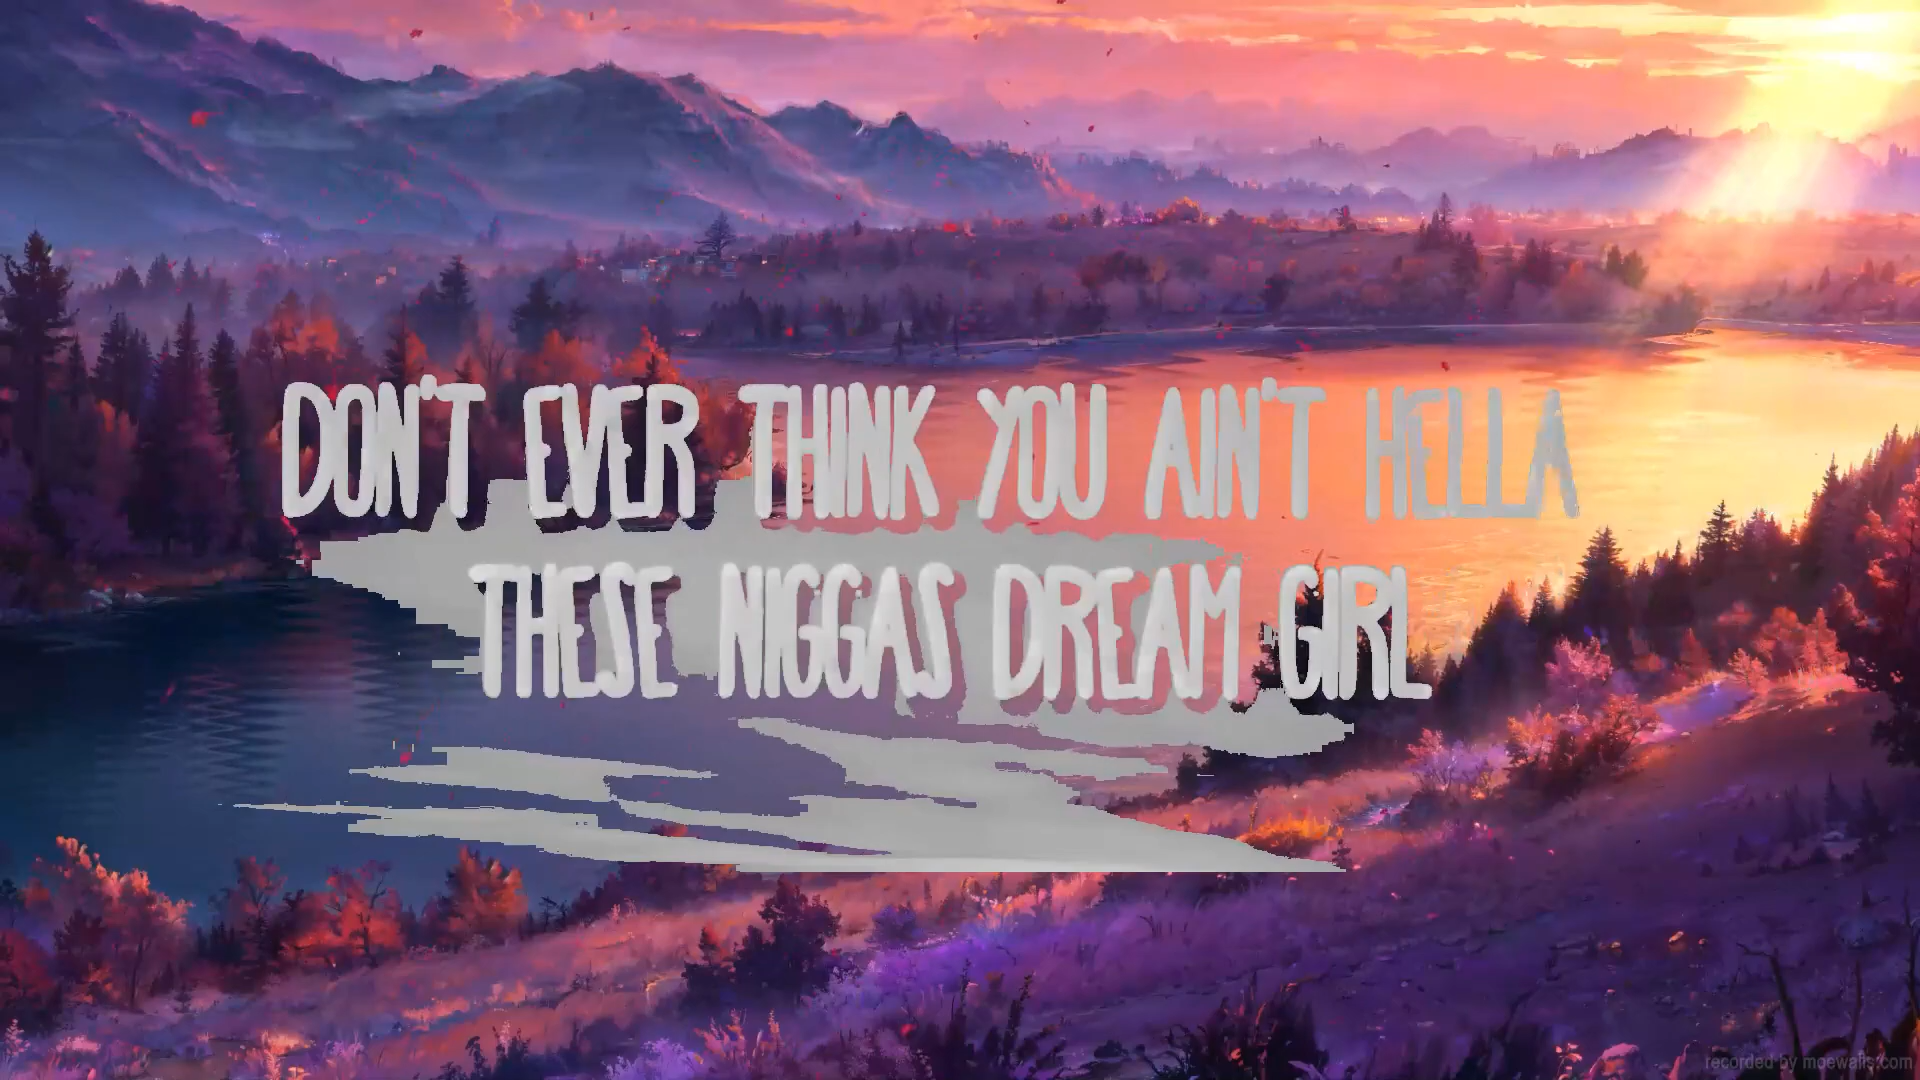 DON'T EVER THINK YOU AIN'T HELLA
THESE NIGGAS DREAM GIRL
recorded by moewalls.com